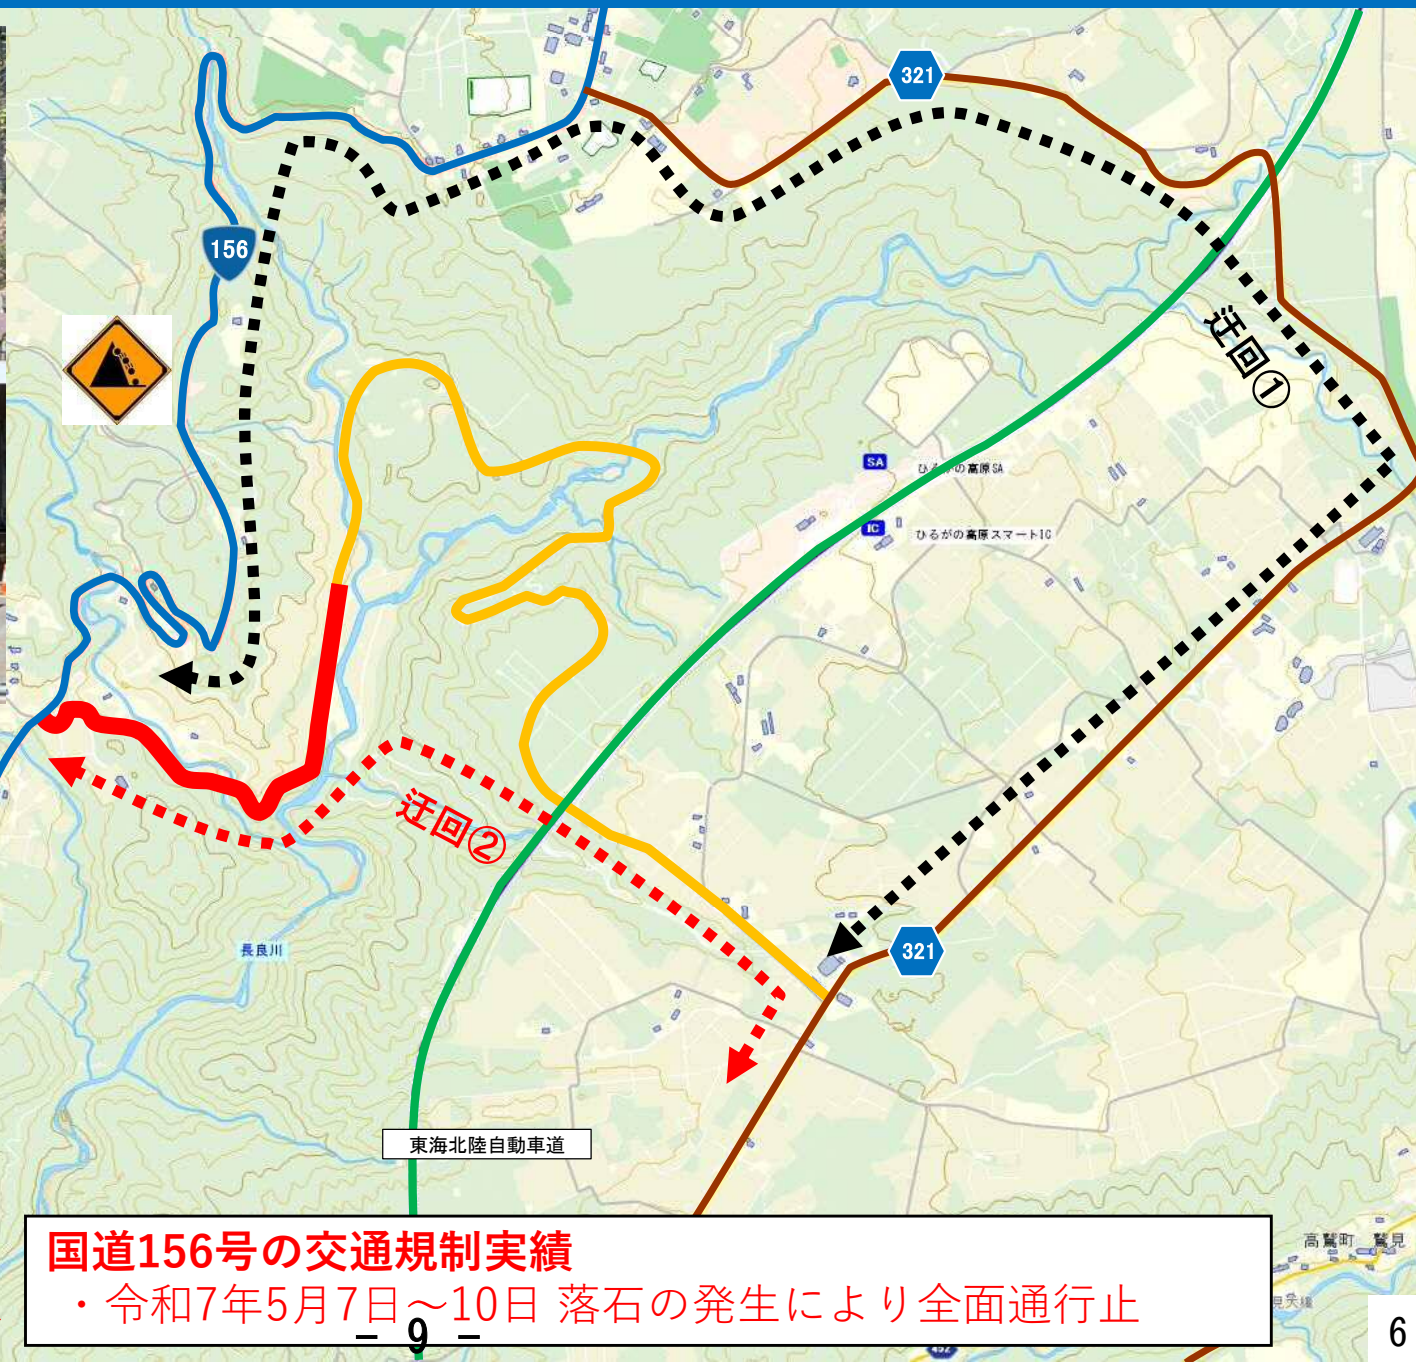 321
156
迂回①
SA
ひるがの高原SA
IC
ひるがの高原スマートIC
迂回②
長良川
321
東海北陸自動車道
国道156号の交通規制実績
・令和7年5月7日～10日 落石の発生により全面通行止
高鷲町 鷲見
452
－ 9 －
6